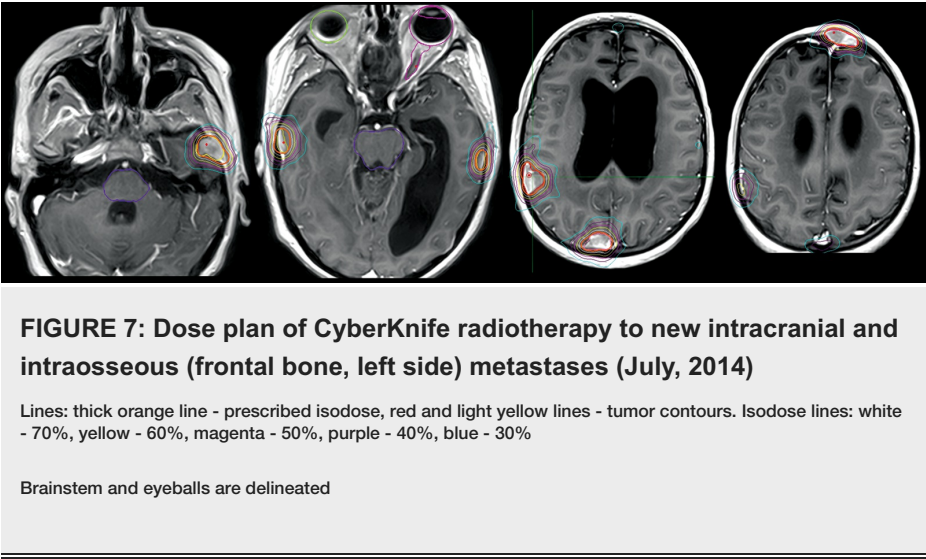 FIGURE 7: Dose plan of CyberKnife radiotherapy to new intracranial and
intraosseous (frontal bone, left side) metastases (July, 2014)
Lines: thick orange line - prescribed isodose, red and light yellow lines - tumor contours. Isodose lines: white
- 70%, yellow - 60%, magenta - 50%, purple - 40%, blue - 30%
Brainstem and eyeballs are delineated